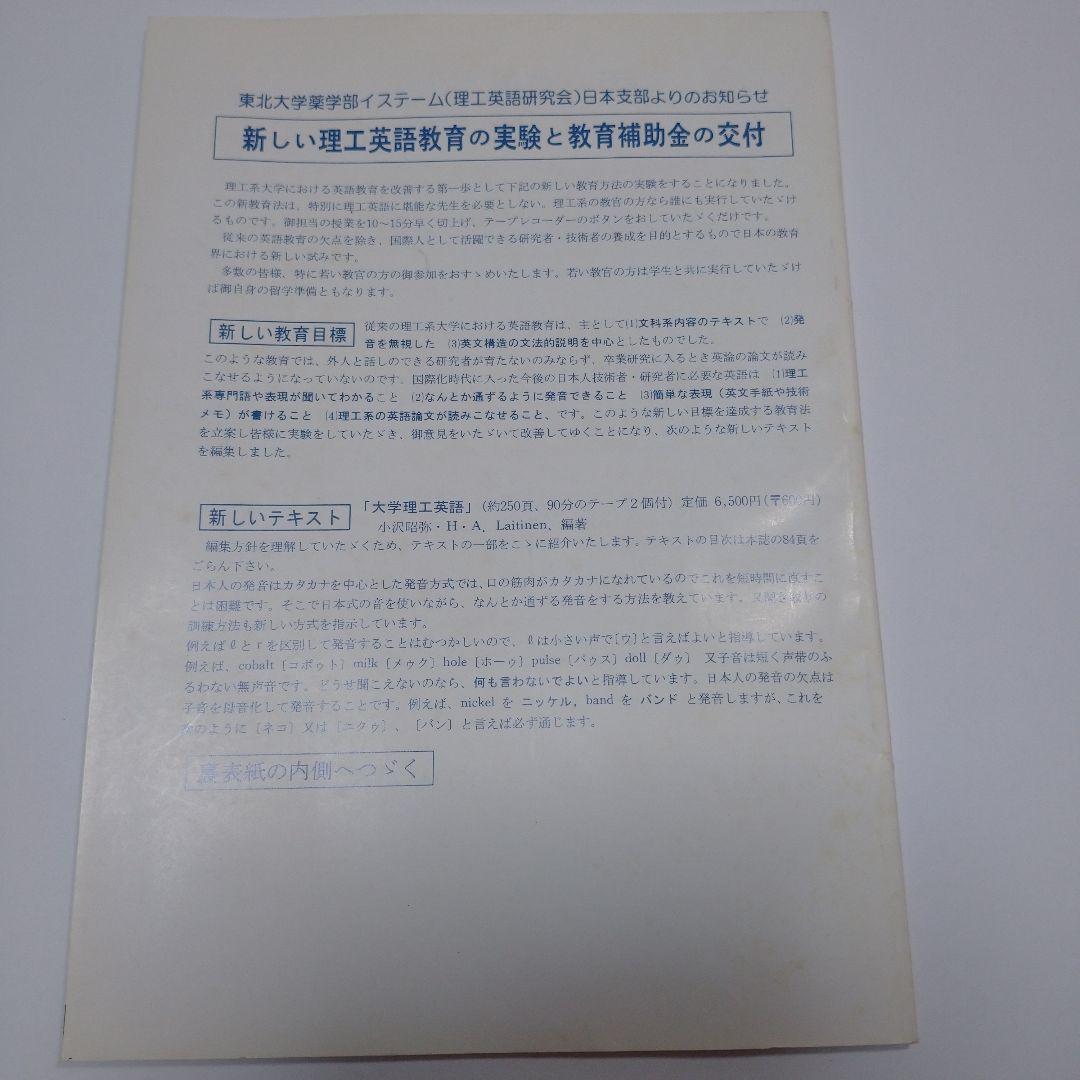 東北大学薬学部イステーム(理工英語研究会)日本支部よりのお知らせ
新しい理工英語教育の実験と教育補助金の交付
理工系大学における英語教育を改善する第一歩として下記の新しい教育方法の実験をすることになりました。
この新教育法は、特別に理工英語に堪能な先生を必要としない。理工系の教官の方なら誰にも実行していたゞけ
るものです。御担当の授業を10〜15分早く切上げ、テープレコーダーのボタンをおしていたゞくだけです。
従来の英語教育の欠点を除き、国際人として活躍できる研究者・技術者の養成を目的とするもので日本の教育
界における新しい試みです。
多数の皆様、特に若い教官の方の御参加をおすゝめいたします。若い教官の方は学生と共に実行していたゞけ
ば御自身の留学準備ともなります。
新しい教育目標
従来の理工系大学における英語教育は、主として(1)文科系内容のテキストで (2)発
音を無視した (3)英文構造の文法的説明を中心としたものでした。
このような教育では、外人と話しのできる研究者が育たないのみならず、卒業研究に入るとき英論の論文が読み
こなせるようになっていないのです。国際化時代に入った今後の日本人技術者・研究者に必要な英語は (1)理工
系専門語や表現が聞いてわかること (2)なんとか通ずるように発音できること (3)簡単な表現(英文手紙や技術
メモ)が書けること (4)理工系の英語論文が読みこなせること、です。このような新しい目標を達成する教育法
を立案し皆様に実験をしていたゞき、御意見をいたゞいて改善してゆくことになり、次のような新しいテキスト
を編集しました。
新しいテキスト
「大学理工英語」(約250頁、90分のテープ2個付) 定価 6,500円(〒600円)
小沢昭弥・H・A. Laitinen、編著
編集方針を理解していたゞくため、テキストの一部をこゝに紹介いたします。テキストの目次は本誌の84頁を
ごらん下さい。
日本人の発音はカタカナを中心とした発音方式では、口の筋肉がカタカナになれているのでこれを短時間に直すこ
とは困難です。そこで日本式の音を使いながら、なんとか通ずる発音をする方法を教えています。又聞き取りの
訓練方法も新しい方式を指示しています。
例えばℓとrを区別して発音することはむつかしいので、ℓは小さい声で〔ウ〕と言えばよいと指導しています。
例えば、cobalt〔コボゥト〕milk〔メゥク〕hole〔ホーゥ〕pulse〔パゥス〕doll〔ダゥ〕 又子音は短く声帯のふ
るわない無声音です。どうせ聞こえないのなら、何も言わないでよいと指導しています。日本人の発音の欠点は
子音を母音化して発音することです。例えば、nickel を ニッケル, band を バンド と発音しますが、これを
次のように〔ネコ〕又は〔ニクゥ〕、〔バン〕と言えば必ず通じます。
裏表紙の内側へつゞく